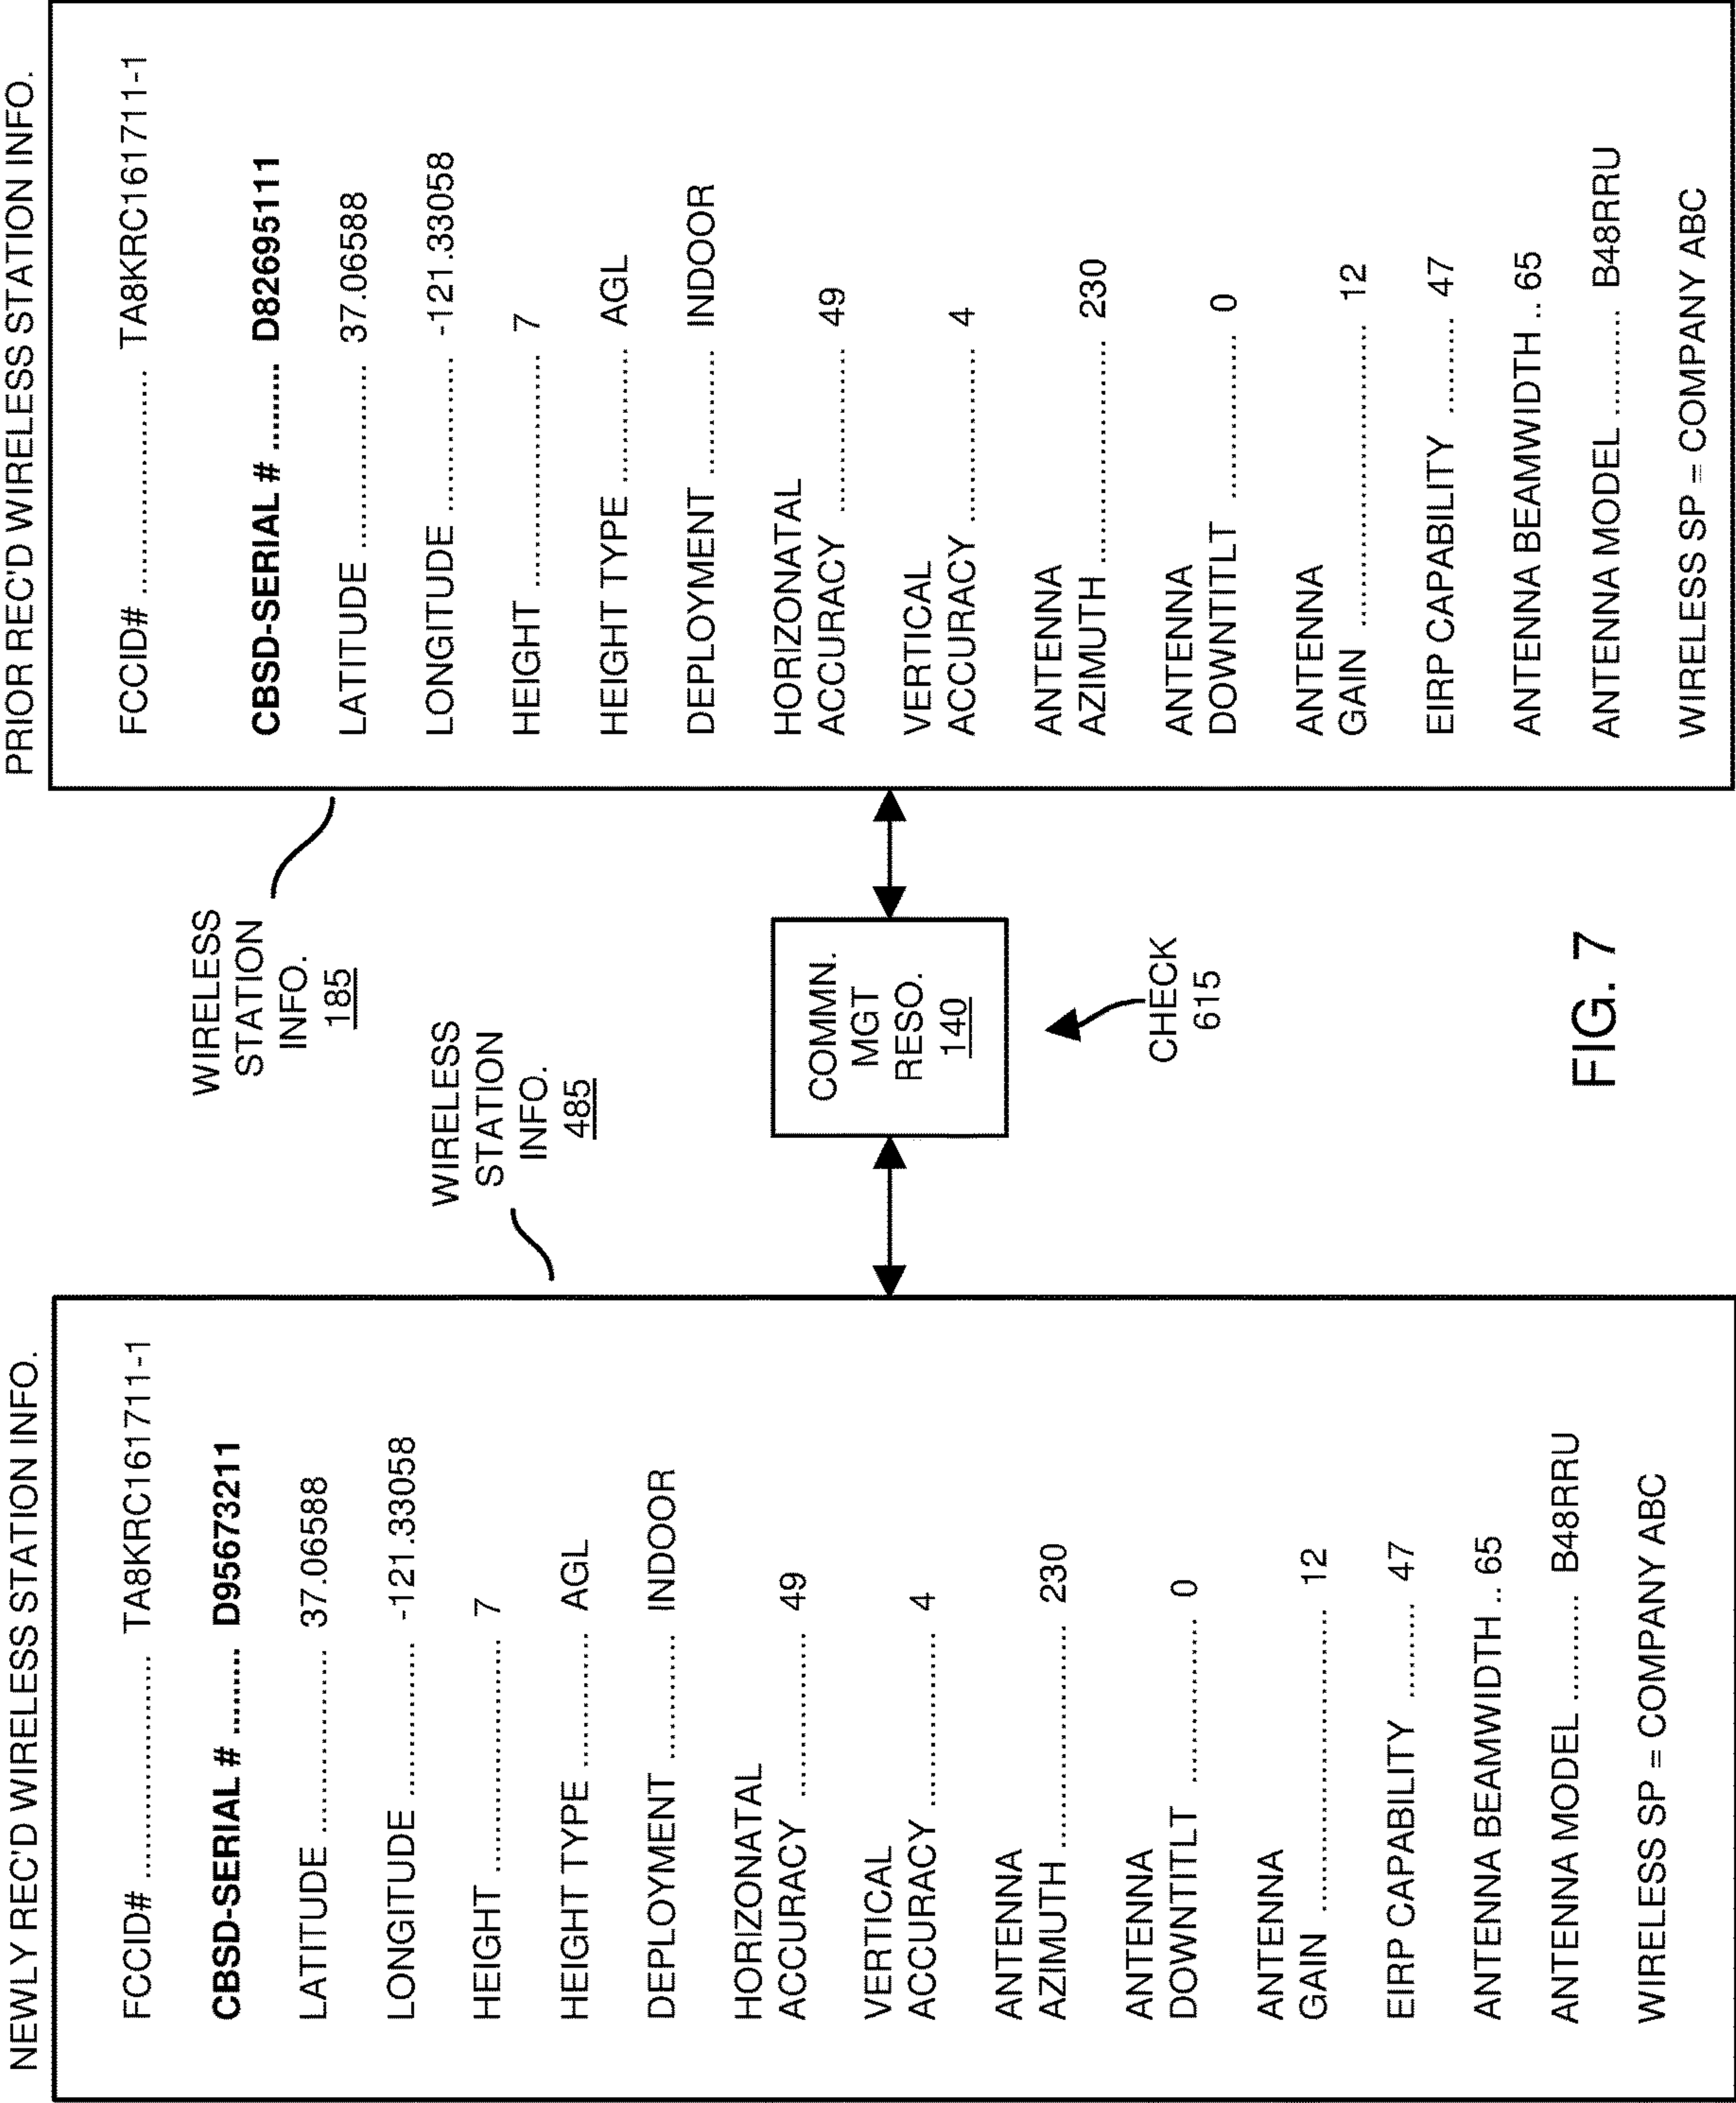 NEWLY REC'D WIRELESS STATION INFO.
FCCID# ........................ TA8KRC161711-1
CBSD-SERIAL # ........ D95673211
LATITUDE ..................... 37.06588
LONGITUDE ................. -121.33058
HEIGHT .......................... 7
HEIGHT TYPE ............... AGL
DEPLOYMENT .............. INDOOR
HORIZONATAL
ACCURACY .................. 49
VERTICAL
ACCURACY .................... 4
ANTENNA
AZIMUTH ......................... 230
ANTENNA
DOWNTITLT ................... 0
ANTENNA
GAIN .................................. 12
EIRP CAPABILITY .......... 47
ANTENNA BEAMWIDTH .. 65
ANTENNA MODEL ........... B48RRU
WIRELESS SP = COMPANY ABC
WIRELESS
STATION
INFO.
485
WIRELESS
STATION
INFO.
185
COMMN.
MGT
RESO.
140
CHECK
615
PRIOR REC'D WIRELESS STATION INFO.
FCCID# ........................ TA8KRC161711-1
CBSD-SERIAL # ........ D82695111
LATITUDE ..................... 37.06588
LONGITUDE ................. -121.33058
HEIGHT .......................... 7
HEIGHT TYPE ............... AGL
DEPLOYMENT .............. INDOOR
HORIZONATAL
ACCURACY .................. 49
VERTICAL
ACCURACY .................... 4
ANTENNA
AZIMUTH ......................... 230
ANTENNA
DOWNTITLT ................... 0
ANTENNA
GAIN .................................. 12
EIRP CAPABILITY .......... 47
ANTENNA BEAMWIDTH .. 65
ANTENNA MODEL ........... B48RRU
WIRELESS SP = COMPANY ABC
FIG. 7